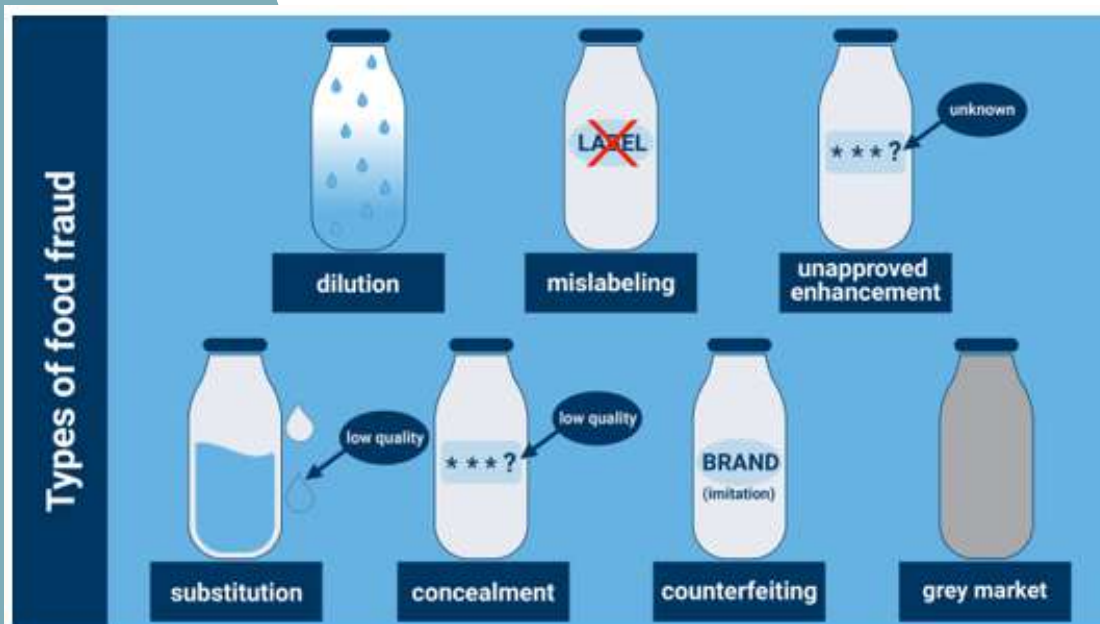 Types of food fraud
LABEL
* * * ?
unknown
dilution
mislabeling
unapproved
enhancement
low quality
* * * ?
low quality
BRAND
(imitation)
substitution
concealment
counterfeiting
grey market